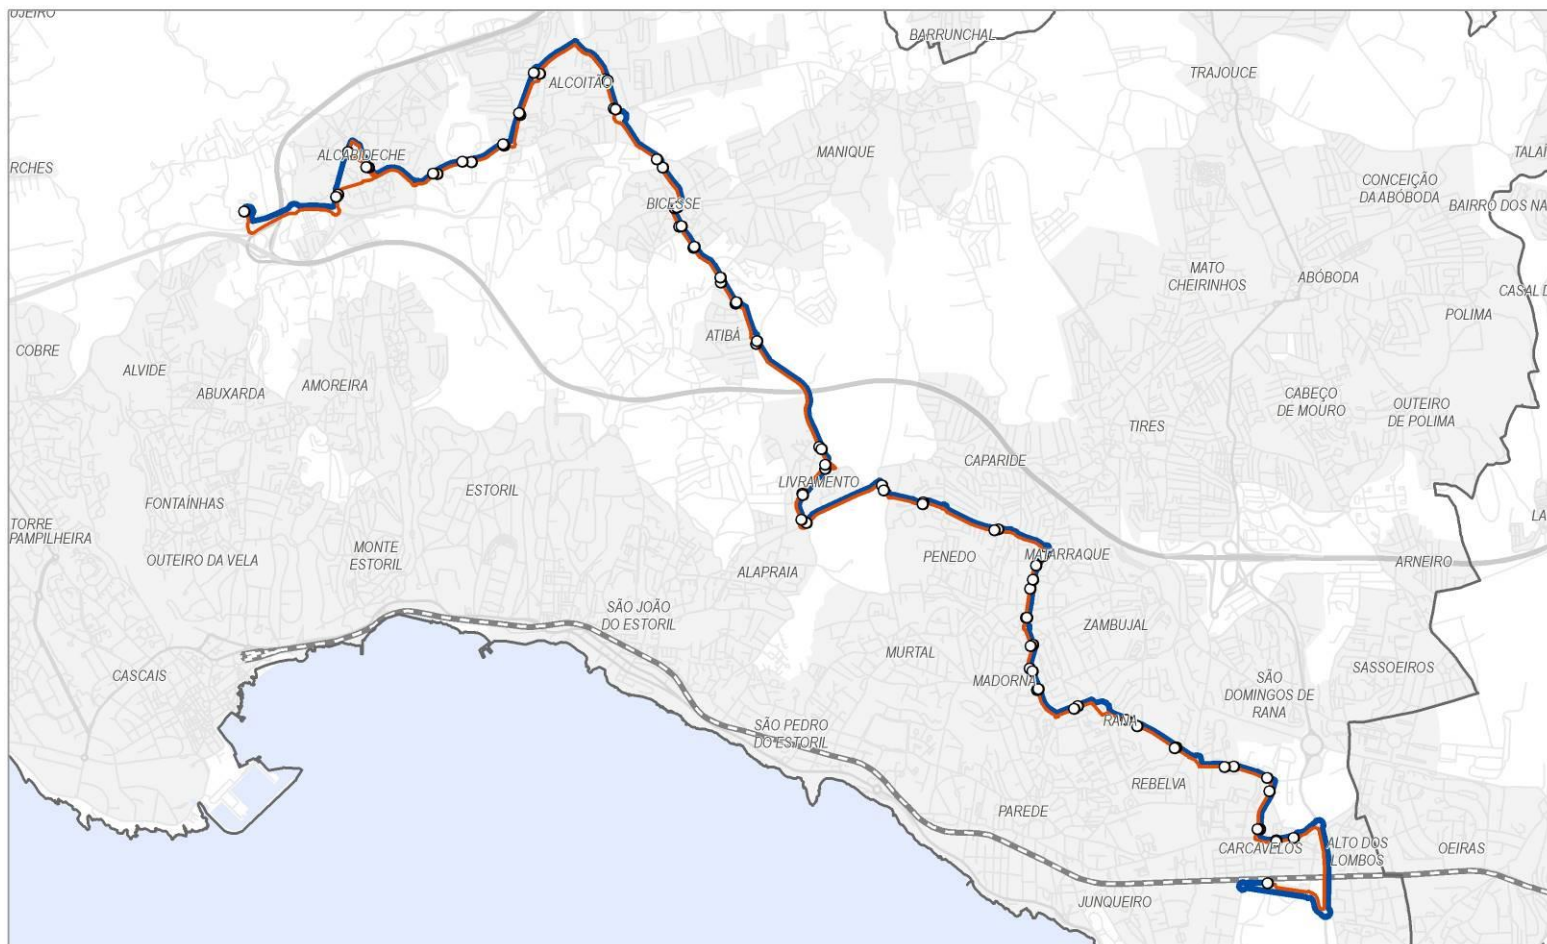 OUJEIRO
BARRUNCHAL
TRAJOUCE
ALCOITÃO
RCHES
ALCABIDECHE
MANIQUE
TALAÍ
CONCEIÇÃO
DA ABÓBODA
BICESSE
BAIRRO DOS NA
MATO
CHEIRINHOS
ABÓBODA
CASAL D
POLIMA
ATIBÁ
COBRE
ALVIDE
ABUXARDA
AMOREIRA
CABEÇO
DE MOURO
OUTEIRO
DE POLIMA
TIRES
CAPARIDE
LIVRAMENTO
ESTORIL
FONTAÍNHAS
TORRE
PAMPILHEIRA
LA
OUTEIRO DA VELA
MONTE
ESTORIL
PENEDO
MATARRAQUE
ARNEIRO
ALAPRAIA
SÃO JOÃO
DO ESTORIL
ZAMBUJAL
MURTAL
CASCAIS
MADORNA
SÃO
DOMINGOS DE
RANA
SASSOEIROS
SÃO PEDRO
DO ESTORIL
RANA
REBELVA
PAREDE
CARCAVELOS
ALTO DOS
LOMBOS
OEIRAS
JUNQUEIRO